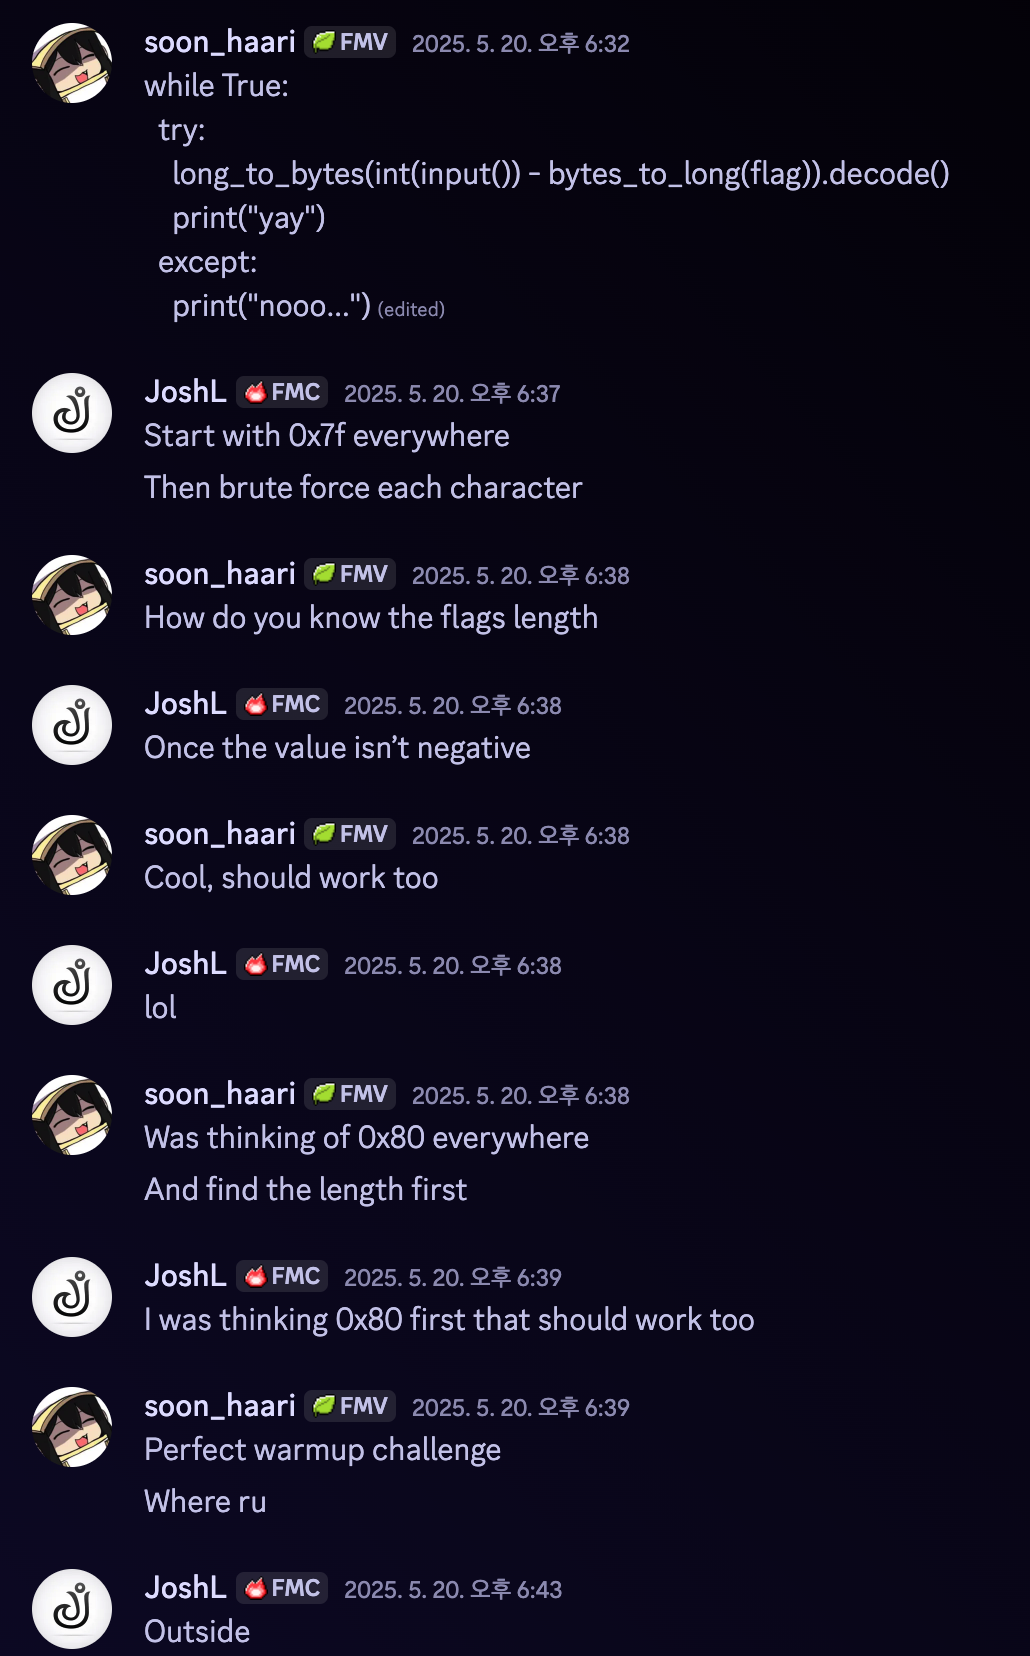 soon_haari FMV 2025. 5. 20. 오후 6:32
while True:
  try:
    long_to_bytes(int(input()) - bytes_to_long(flag)).decode()
    print("yay")
  except:
    print("nooo...") (edited)
JoshL FMC 2025. 5. 20. 오후 6:37
Start with 0x7f everywhere
Then brute force each character
soon_haari FMV 2025. 5. 20. 오후 6:38
How do you know the flags length
JoshL FMC 2025. 5. 20. 오후 6:38
Once the value isn’t negative
soon_haari FMV 2025. 5. 20. 오후 6:38
Cool, should work too
JoshL FMC 2025. 5. 20. 오후 6:38
lol
soon_haari FMV 2025. 5. 20. 오후 6:38
Was thinking of 0x80 everywhere
And find the length first
JoshL FMC 2025. 5. 20. 오후 6:39
I was thinking 0x80 first that should work too
soon_haari FMV 2025. 5. 20. 오후 6:39
Perfect warmup challenge
Where ru
JoshL FMC 2025. 5. 20. 오후 6:43
Outside